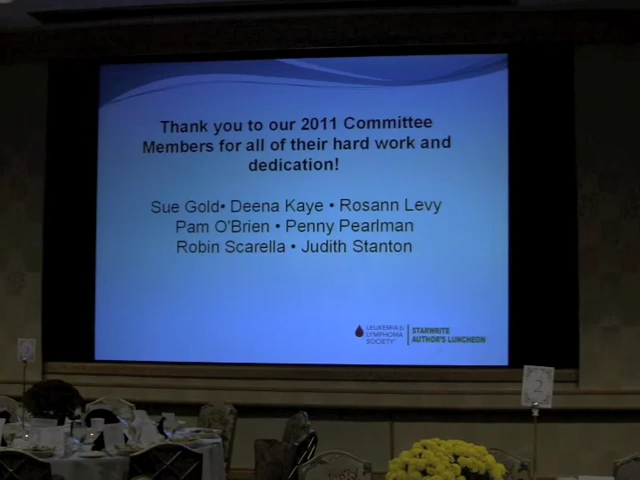 Thank you to our 2011 Committee
Members for all of their hard work and
dedication!
Sue Gold• Deena Kaye • Rosann Levy
Pam O'Brien • Penny Pearlman
Robin Scarella • Judith Stanton
LEUKEMIA &
LYMPHOMA
SOCIETY
STARWRITE
AUTHOR'S LUNCHEON
2